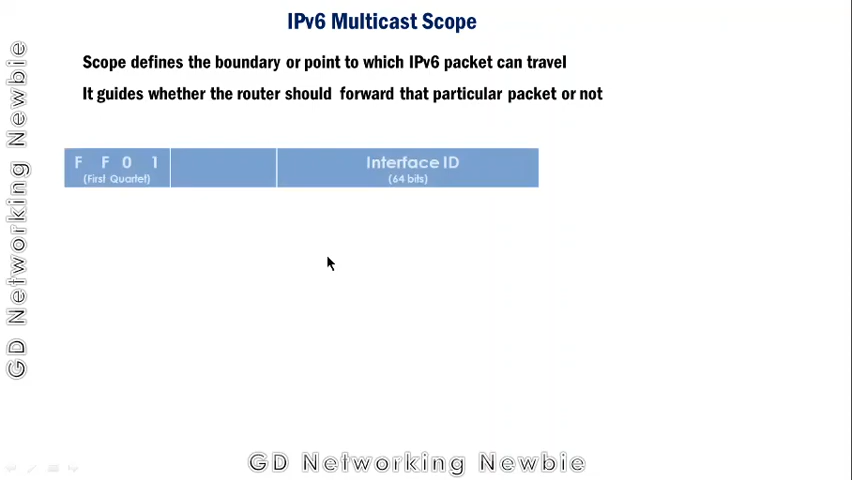 IPv6 Multicast Scope
Scope defines the boundary or point to which IPv6 packet can travel
It guides whether the router should forward that particular packet or not
F F 0 1
(First Quartet)
Interface ID
(64 bits)
GD Networking Newbie
GD Networking Newbie